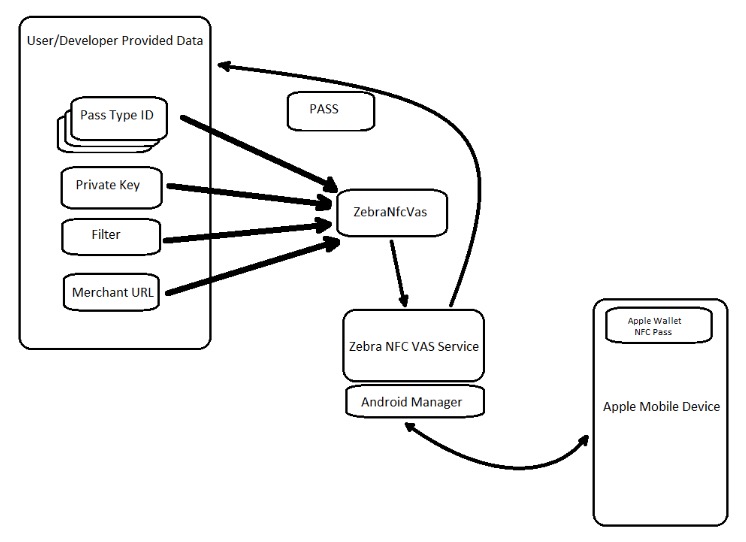 User/Developer Provided Data
Pass Type ID
Private Key
Filter
Merchant URL
PASS
ZebraNfcVas
Zebra NFC VAS Service
Android Manager
Apple Wallet
NFC Pass
Apple Mobile Device